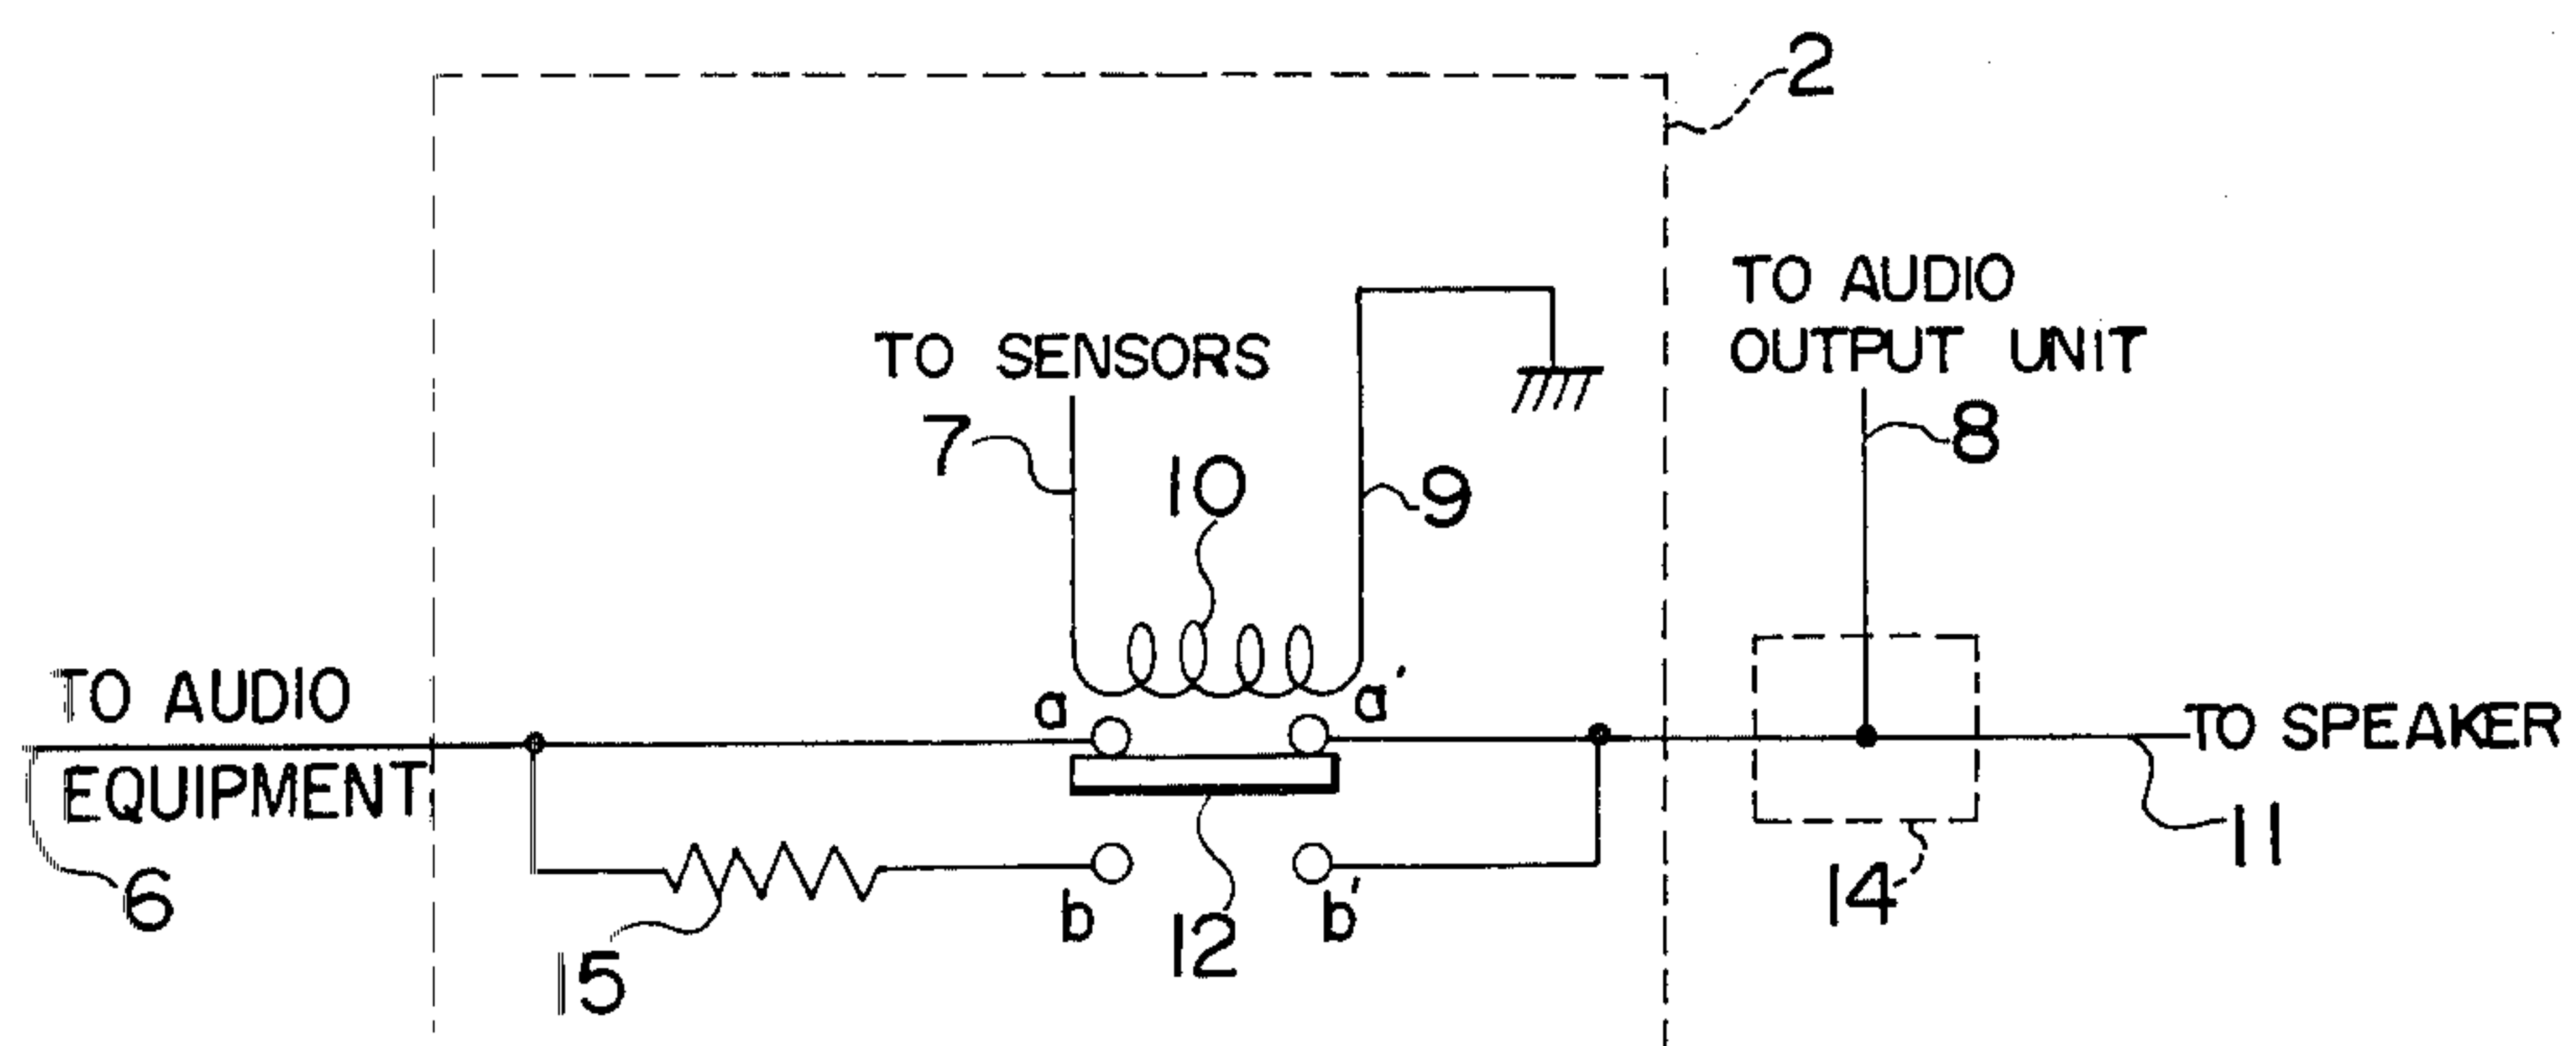 2
TO AUDIO
OUTPUT UNIT
TO SENSORS
7
8
10
9
a
a'
TO AUDIO
EQUIPMENT
TO SPEAKER
6
b
12
b'
14
11
15